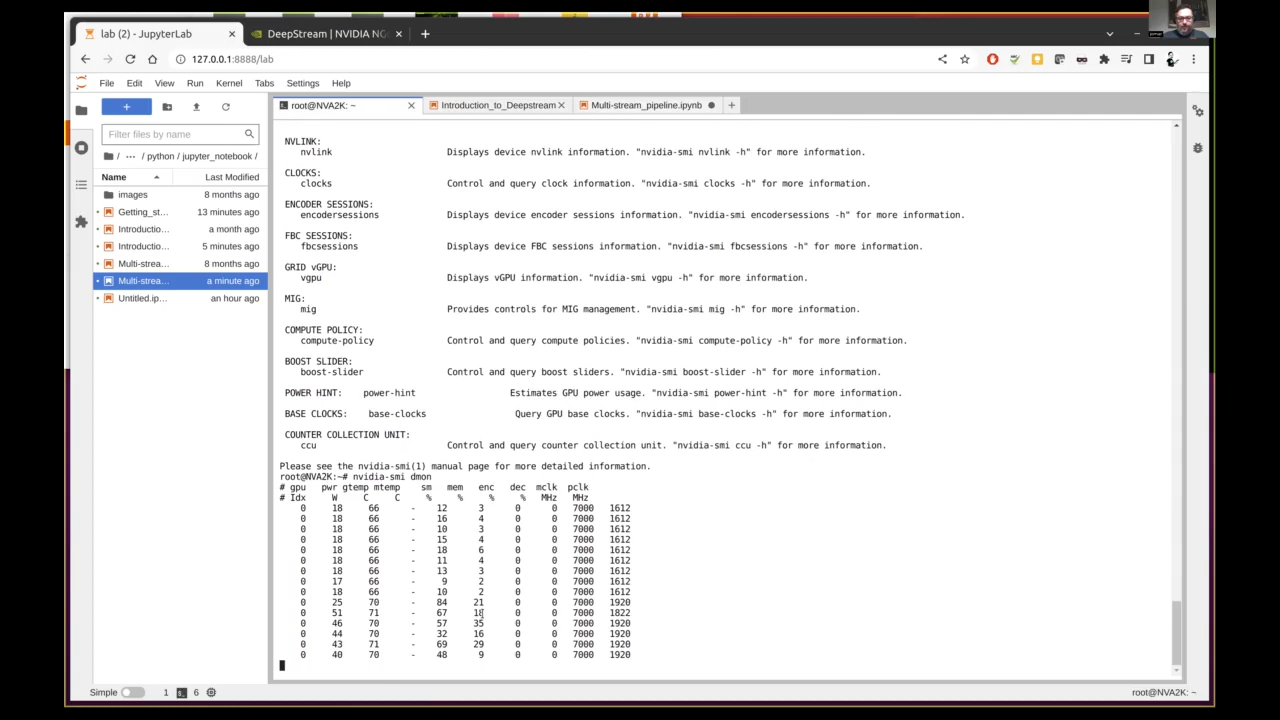 lab (2) - JupyterLab
DeepStream | NVIDIA NG
127.0.0.1:8888/lab
File Edit View Run Kernel Tabs Settings Help
root@NVA2K: ~
Introduction_to_Deepstream
Multi-stream_pipeline.ipynb
Filter files by name
/ ... / python / jupyter_notebook /
Name Last Modified
images 8 months ago
Getting_st... 13 minutes ago
Introductio... a month ago
Introductio... 5 minutes ago
Multi-strea... 8 months ago
Multi-strea... a minute ago
Untitled.ip... an hour ago
NVLINK:
nvlink Displays device nvlink information. "nvidia-smi nvlink -h" for more information.
CLOCKS:
clocks Control and query clock information. "nvidia-smi clocks -h" for more information.
ENCODER SESSIONS:
encodersessions Displays device encoder sessions information. "nvidia-smi encodersessions -h" for more information.
FBC SESSIONS:
fbcsessions Displays device FBC sessions information. "nvidia-smi fbcsessions -h" for more information.
GRID vGPU:
vgpu Displays vGPU information. "nvidia-smi vgpu -h" for more information.
MIG:
mig Provides controls for MIG management. "nvidia-smi mig -h" for more information.
COMPUTE POLICY:
compute-policy Control and query compute policies. "nvidia-smi compute-policy -h" for more information.
BOOST SLIDER:
boost-slider Control and query boost sliders. "nvidia-smi boost-slider -h" for more information.
POWER HINT: power-hint Estimates GPU power usage. "nvidia-smi power-hint -h" for more information.
BASE CLOCKS: base-clocks Query GPU base clocks. "nvidia-smi base-clocks -h" for more information.
COUNTER COLLECTION UNIT:
ccu Control and query counter collection unit. "nvidia-smi ccu -h" for more information.
Please see the nvidia-smi(1) manual page for more detailed information.
root@NVA2K:~# nvidia-smi dmon
# gpu pwr gtemp mtemp sm mem enc dec mclk pclk
# Idx W C C % % % % MHz MHz
0 18 66 - 12 3 0 0 7000 1612
0 18 66 - 16 4 0 0 7000 1612
0 18 66 - 10 3 0 0 7000 1612
0 18 66 - 15 4 0 0 7000 1612
0 18 66 - 18 6 0 0 7000 1612
0 18 66 - 11 4 0 0 7000 1612
0 18 66 - 13 3 0 0 7000 1612
0 17 66 - 9 2 0 0 7000 1612
0 18 66 - 10 2 0 0 7000 1612
0 25 70 - 84 21 0 0 7000 1920
0 51 71 - 67 18 0 0 7000 1822
0 46 70 - 57 35 0 0 7000 1920
0 44 70 - 32 16 0 0 7000 1920
0 43 71 - 69 29 0 0 7000 1920
0 40 70 - 48 9 0 0 7000 1920
Simple 1 6 root@NVA2K: ~